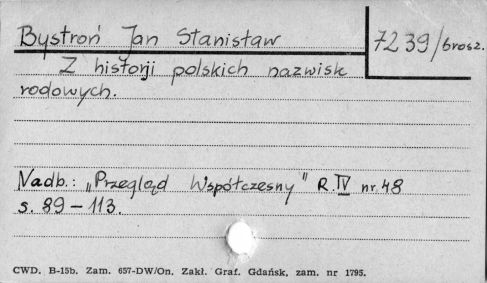 Bystroń Jan Stanisław
7239/brosz.
Z historji polskich nazwisk
rodowych.
Nadb.: „Przegląd Współczesny" R. IV nr 48
s. 89 – 113.
CWD. B-15b. Zam. 657-DW/On. Zakł. Graf. Gdańsk, zam. nr 1795.